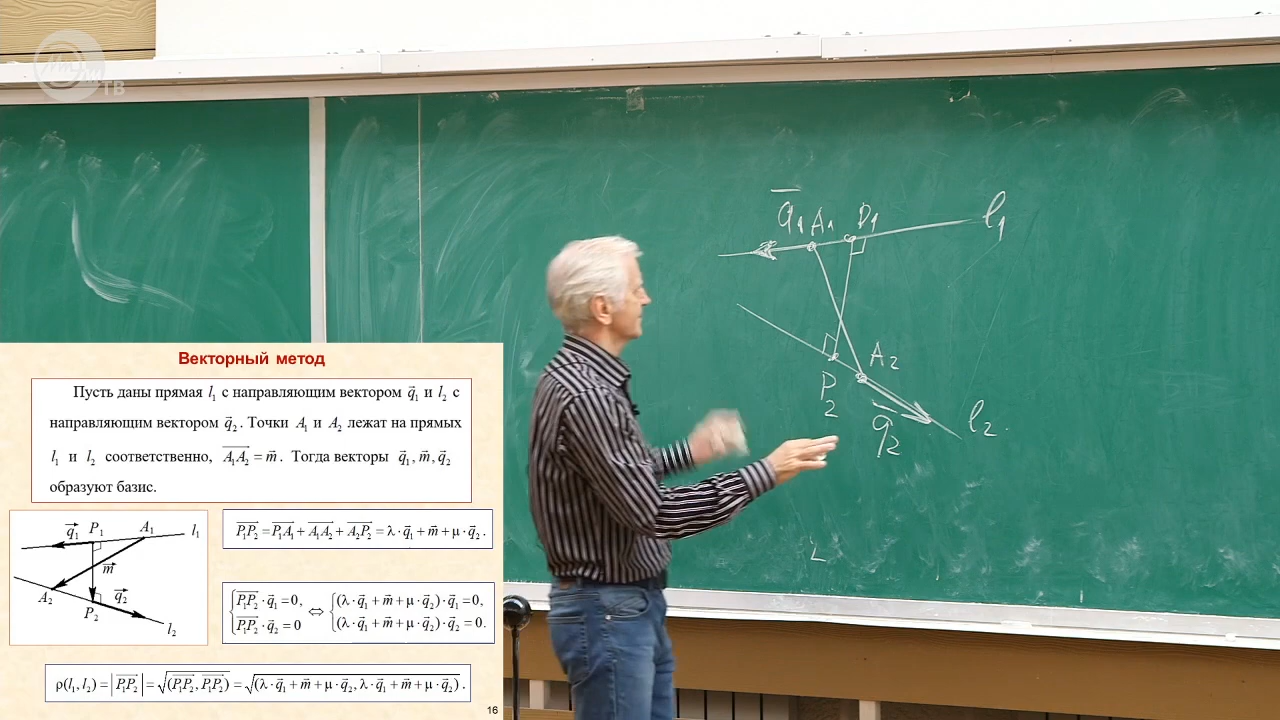 ТВ
Векторный метод
Пусть даны прямая l₁ с направляющим вектором q⃗₁ и l₂ с
направляющим вектором q⃗₂. Точки A₁ и A₂ лежат на прямых
l₁ и l₂ соответственно, A₁A₂ = m⃗. Тогда векторы q⃗₁, m⃗, q⃗₂
образуют базис.
q⃗₁ P₁ A₁ l₁
m⃗
A₂ P₂ q⃗₂ l₂
P₁P₂ = P₁A₁ + A₁A₂ + A₂P₂ = λ·q⃗₁ + m⃗ + μ·q⃗₂.
{P₁P₂·q⃗₁ = 0, ⇔ {(λ·q⃗₁ + m⃗ + μ·q⃗₂)·q⃗₁ = 0,
P₁P₂·q⃗₂ = 0 (λ·q⃗₁ + m⃗ + μ·q⃗₂)·q⃗₂ = 0.
ρ(l₁, l₂) = |P₁P₂| = √(P₁P₂, P₁P₂) = √(λ·q⃗₁ + m⃗ + μ·q⃗₂, λ·q⃗₁ + m⃗ + μ·q⃗₂).
16
q̄₁ A₁ P₁ l₁
A₂
P₂
q̄₂ l₂.